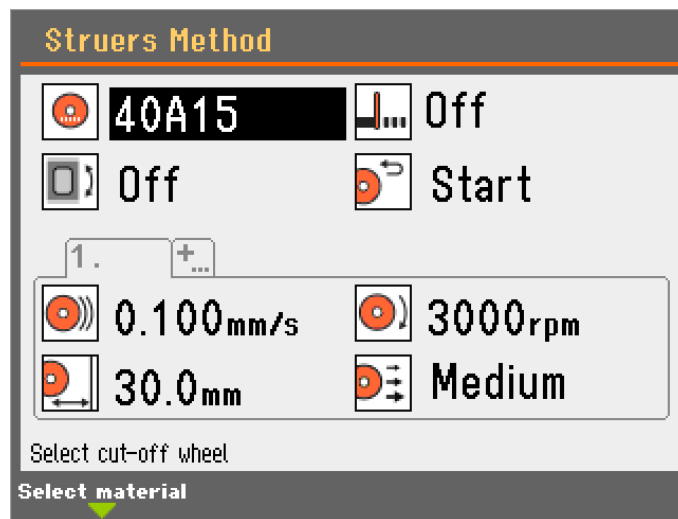 Struers Method
40A15 Off
Off Start
1. +...
0.100mm/s 3000rpm
30.0mm Medium
Select cut-off wheel
Select material